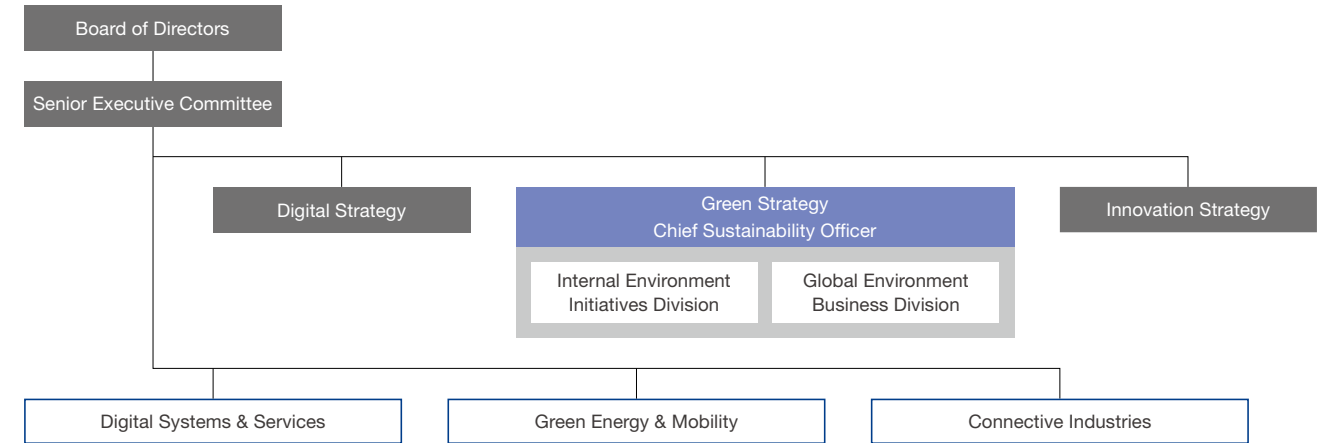 Board of Directors
Senior Executive Committee
Digital Strategy
Green Strategy
Chief Sustainability Officer
Innovation Strategy
Internal Environment
Initiatives Division
Global Environment
Business Division
Digital Systems & Services
Green Energy & Mobility
Connective Industries